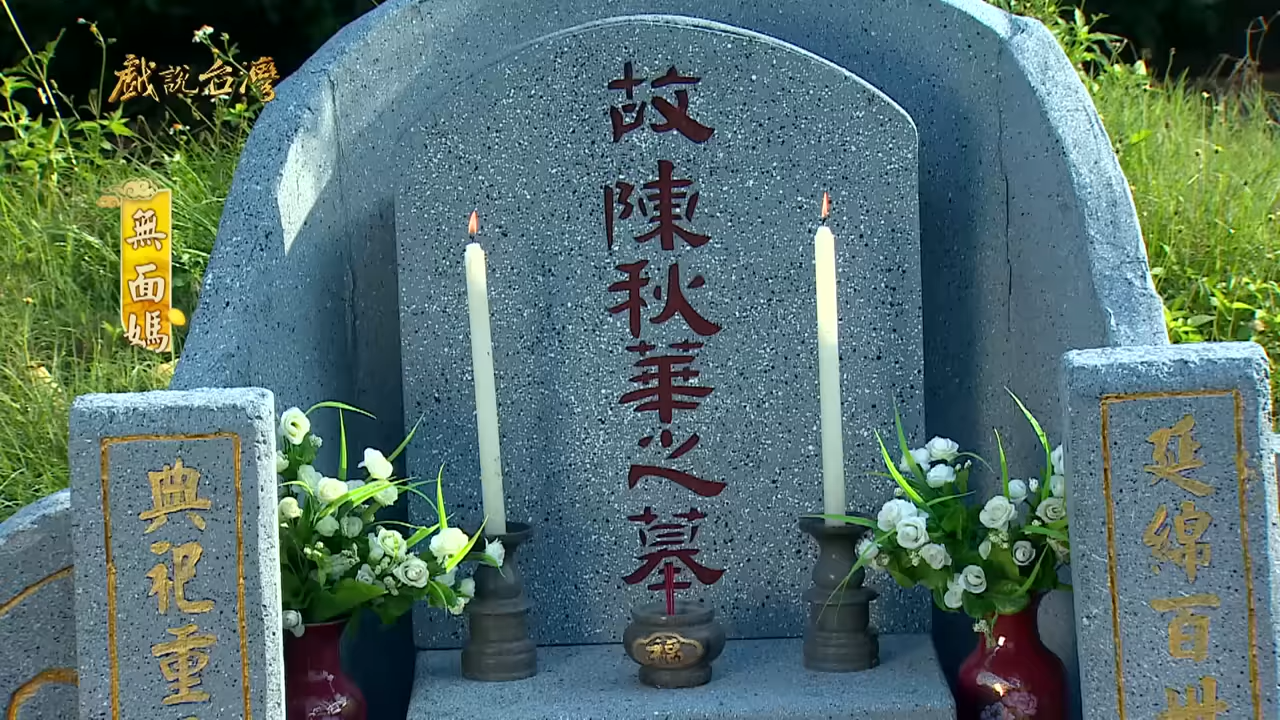 戲說台灣
無面媽
故陳秋華之墓
典祀重
延綿百世
福